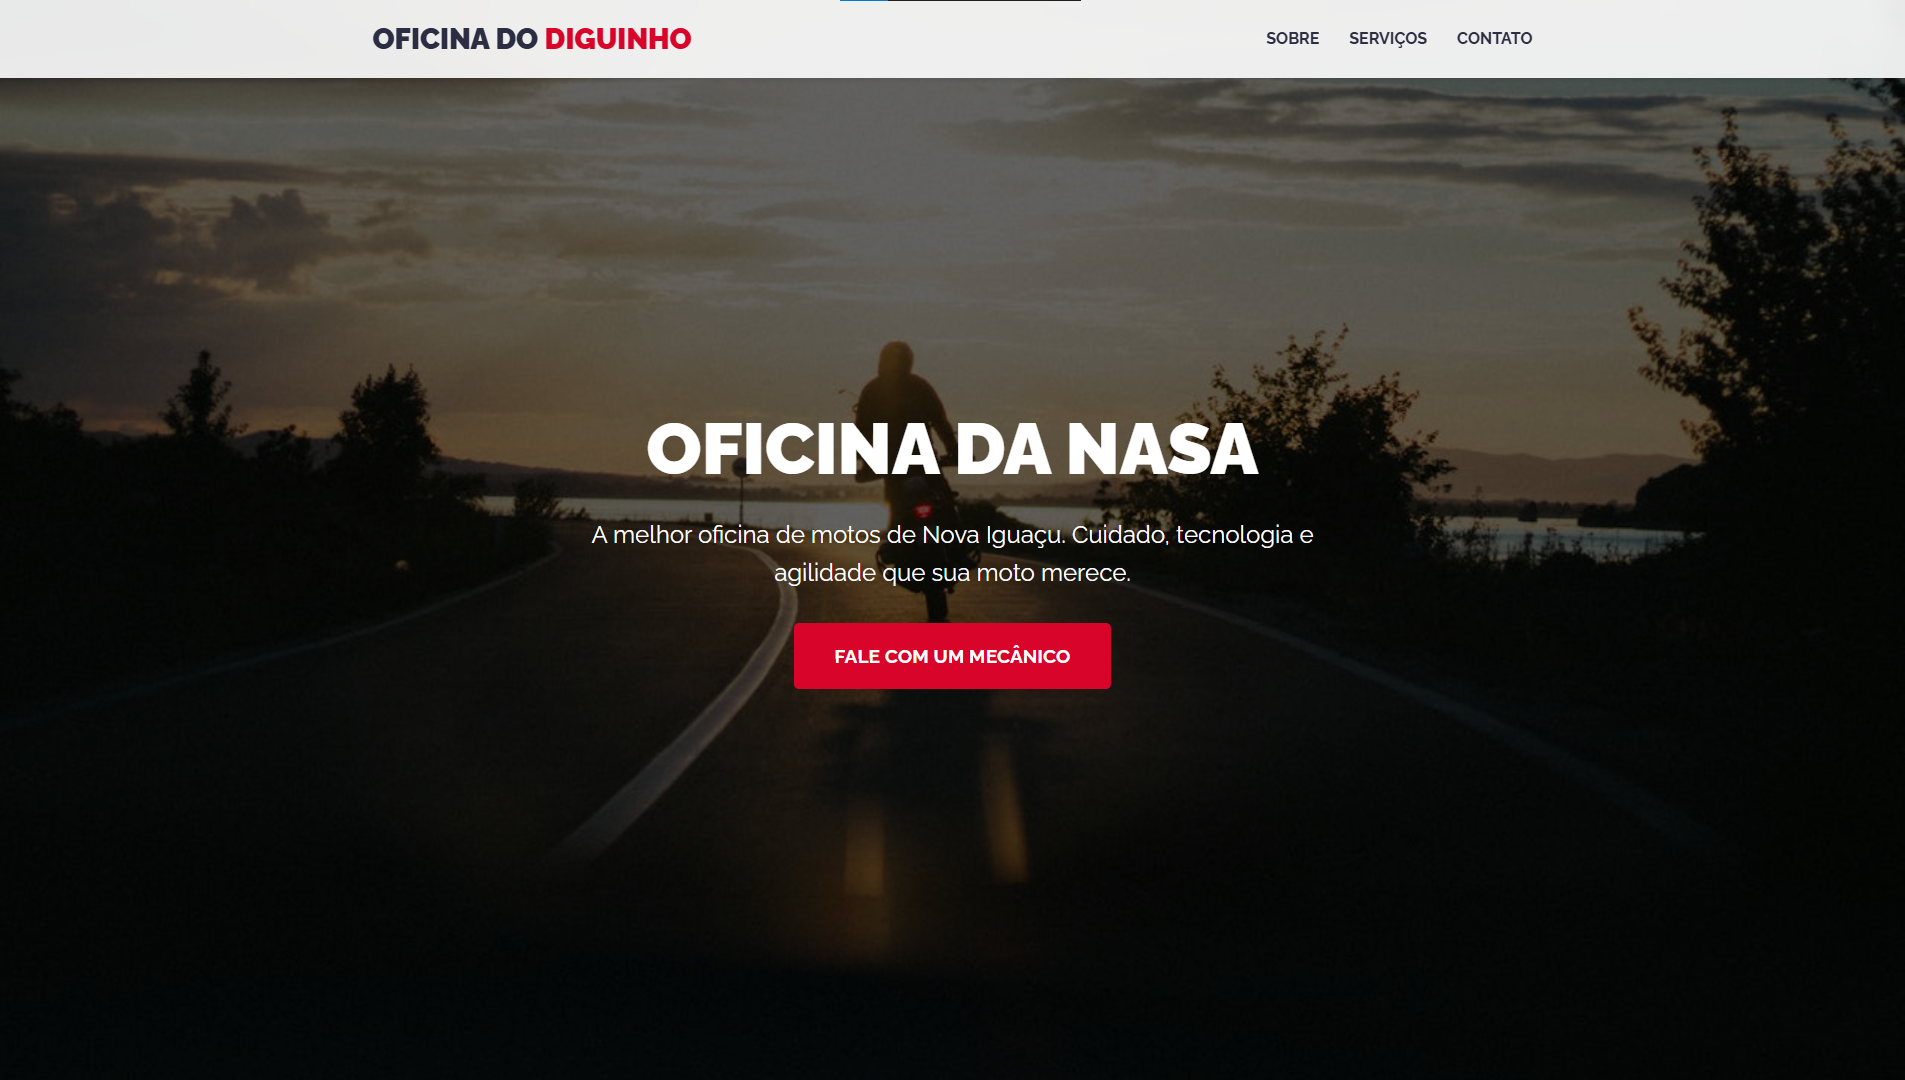 OFICINA DO DIGUINHO
SOBRE SERVIÇOS CONTATO
OFICINA DA NASA
A melhor oficina de motos de Nova Iguaçu. Cuidado, tecnologia e
agilidade que sua moto merece.
FALE COM UM MECÂNICO